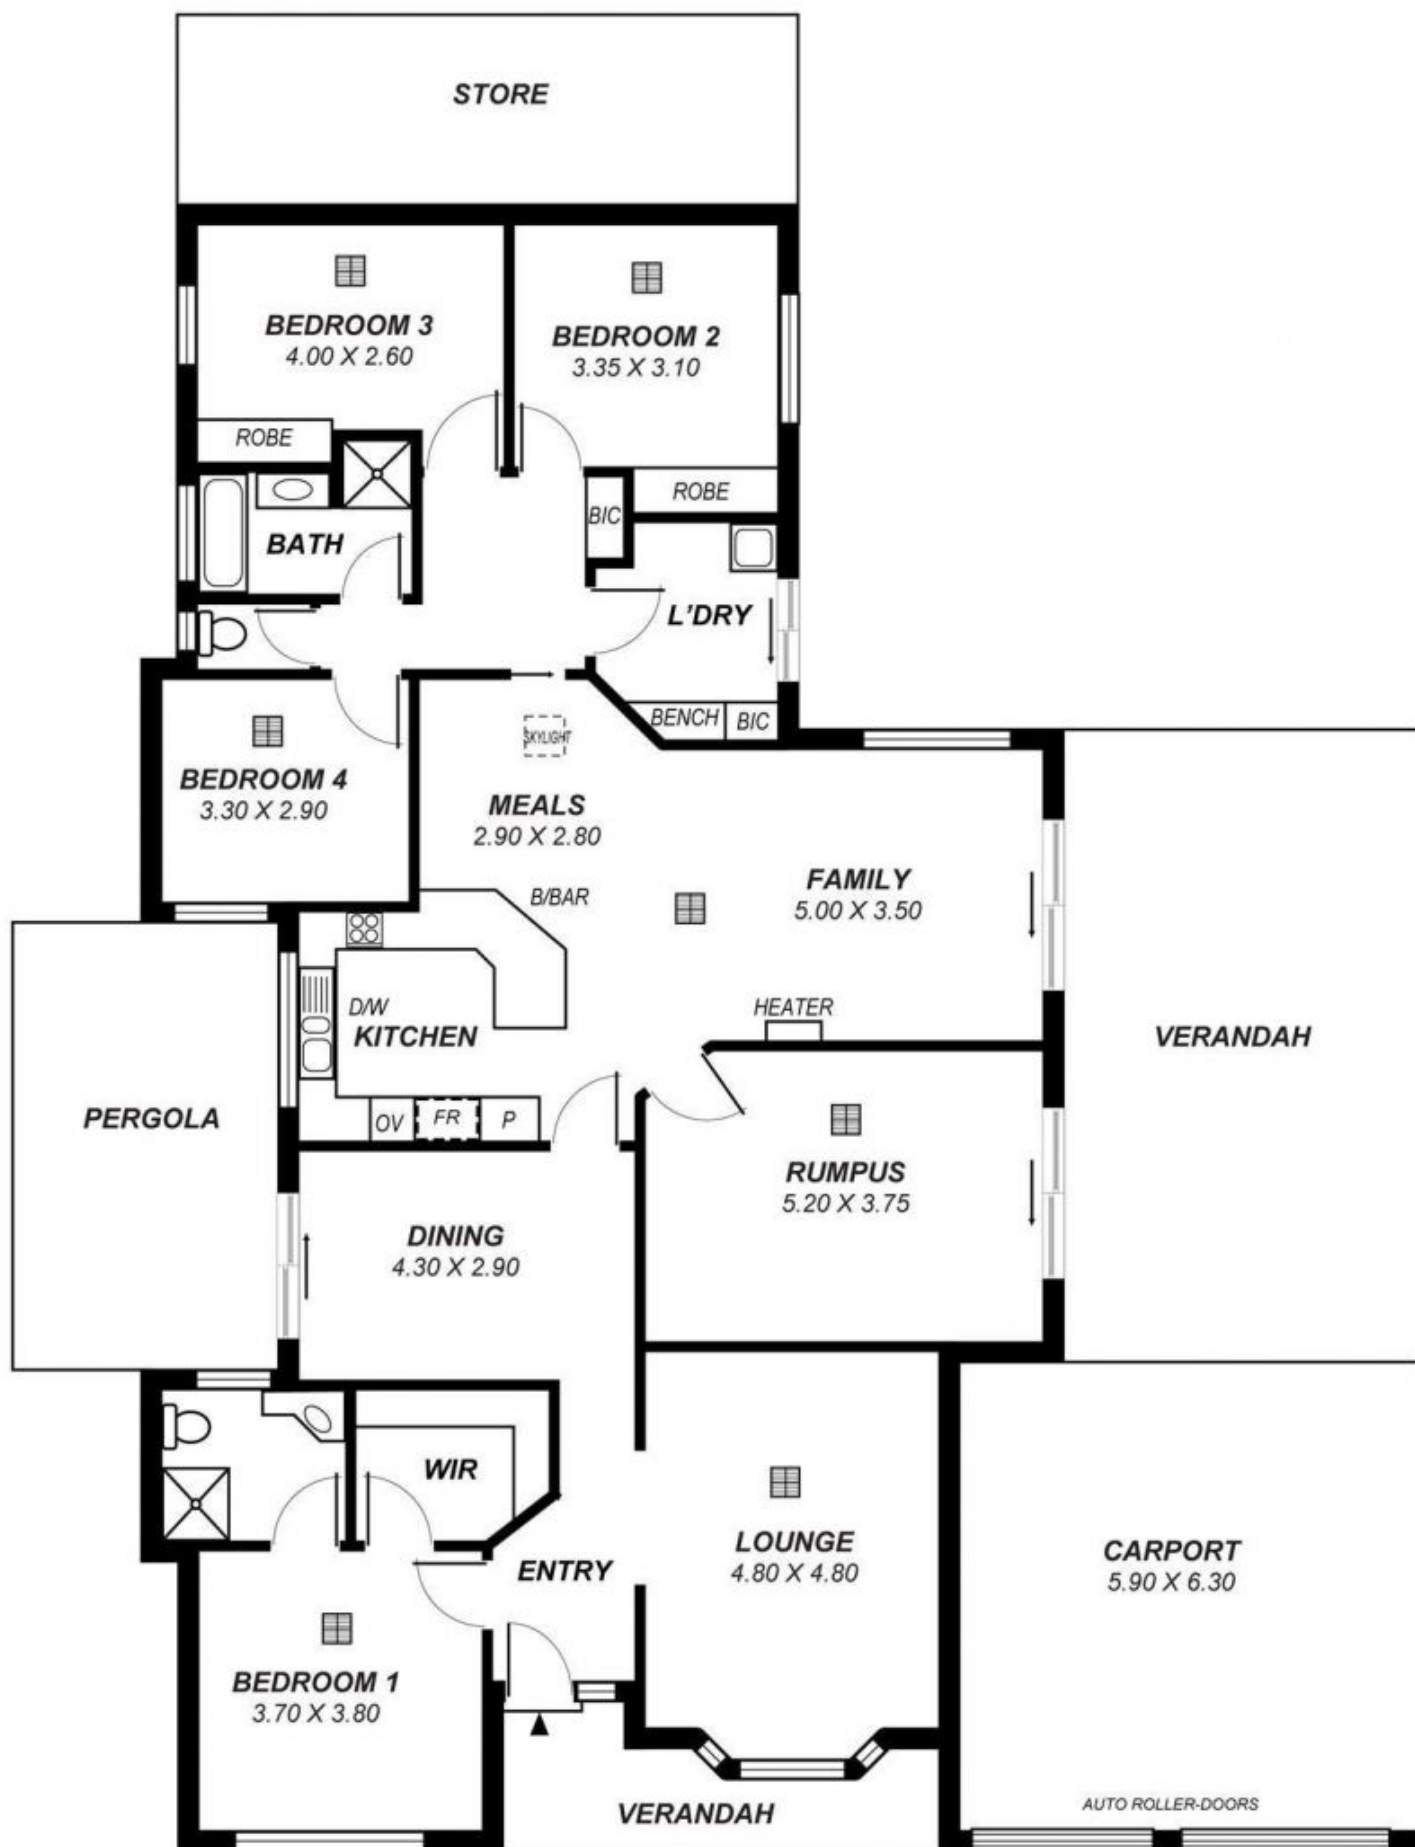 STORE
BEDROOM 3
4.00 X 2.60
BEDROOM 2
3.35 X 3.10
ROBE
ROBE
BIC
BATH
L'DRY
BENCH
BIC
SKYLIGHT
BEDROOM 4
3.30 X 2.90
MEALS
2.90 X 2.80
B/BAR
FAMILY
5.00 X 3.50
D/W
KITCHEN
HEATER
VERANDAH
PERGOLA
OV
FR
P
RUMPUS
5.20 X 3.75
DINING
4.30 X 2.90
WIR
ENTRY
LOUNGE
4.80 X 4.80
CARPORT
5.90 X 6.30
BEDROOM 1
3.70 X 3.80
VERANDAH
AUTO ROLLER-DOORS